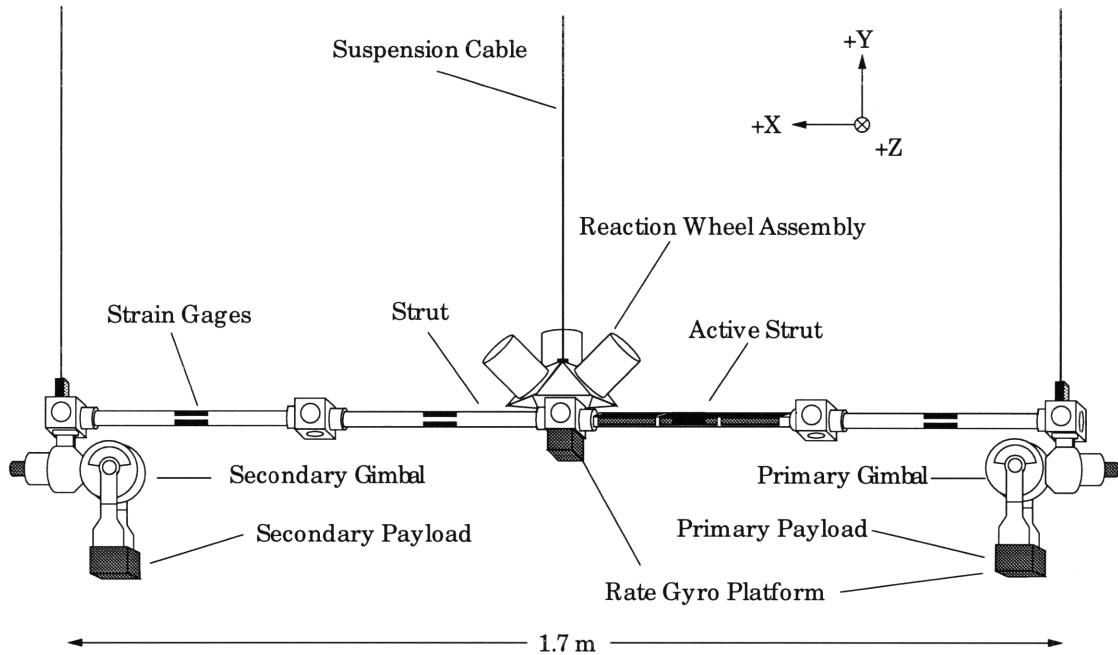 Suspension Cable
+Y
+X
+Z
Reaction Wheel Assembly
Strain Gages
Strut
Active Strut
Secondary Gimbal
Primary Gimbal
Secondary Payload
Primary Payload
Rate Gyro Platform
1.7 m